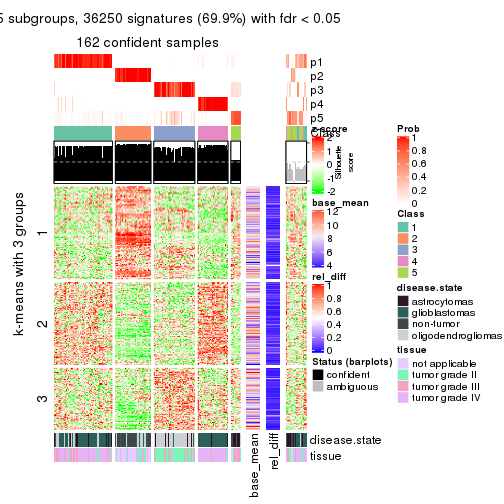 5 subgroups, 36250 signatures (69.9%) with fdr < 0.05
162 confident samples
p1
p2
p3
p4
p5
Class
Silhouette
score
k-means with 3 groups
1
2
3
disease.state
tissue
base_mean
rel_diff
z-score
2
1
0
-1
-2
base_mean
12
10
8
6
4
rel_diff
1
0.8
0.6
0.4
0.2
0
Status (barplots)
confident
ambiguous
Prob
1
0.8
0.6
0.4
0.2
0
Class
1
2
3
4
5
disease.state
astrocytomas
glioblastomas
non-tumor
oligodendrogliomas
tissue
not applicable
tumor grade II
tumor grade III
tumor grade IV